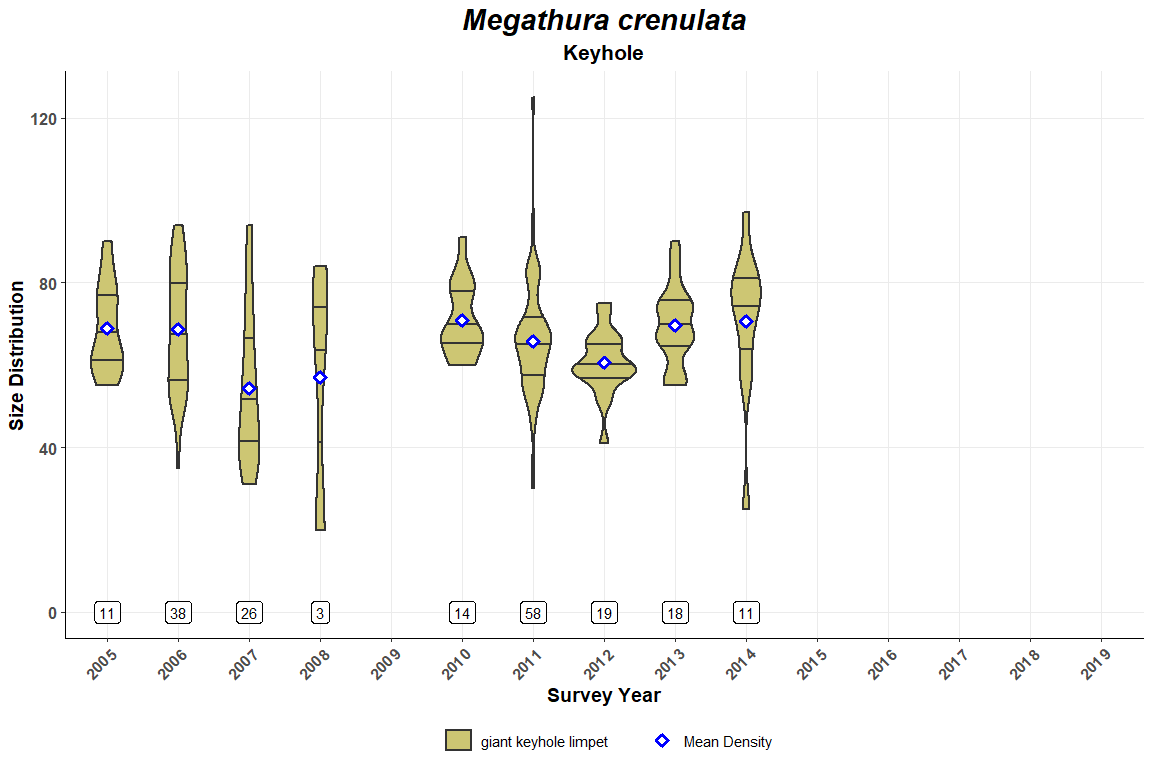 Megathura crenulata
Keyhole
Size Distribution
120
80
40
0
11 38 26 3 14 58 19 18 11
2005 2006 2007 2008 2009 2010 2011 2012 2013 2014 2015 2016 2017 2018 2019
Survey Year
giant keyhole limpet Mean Density